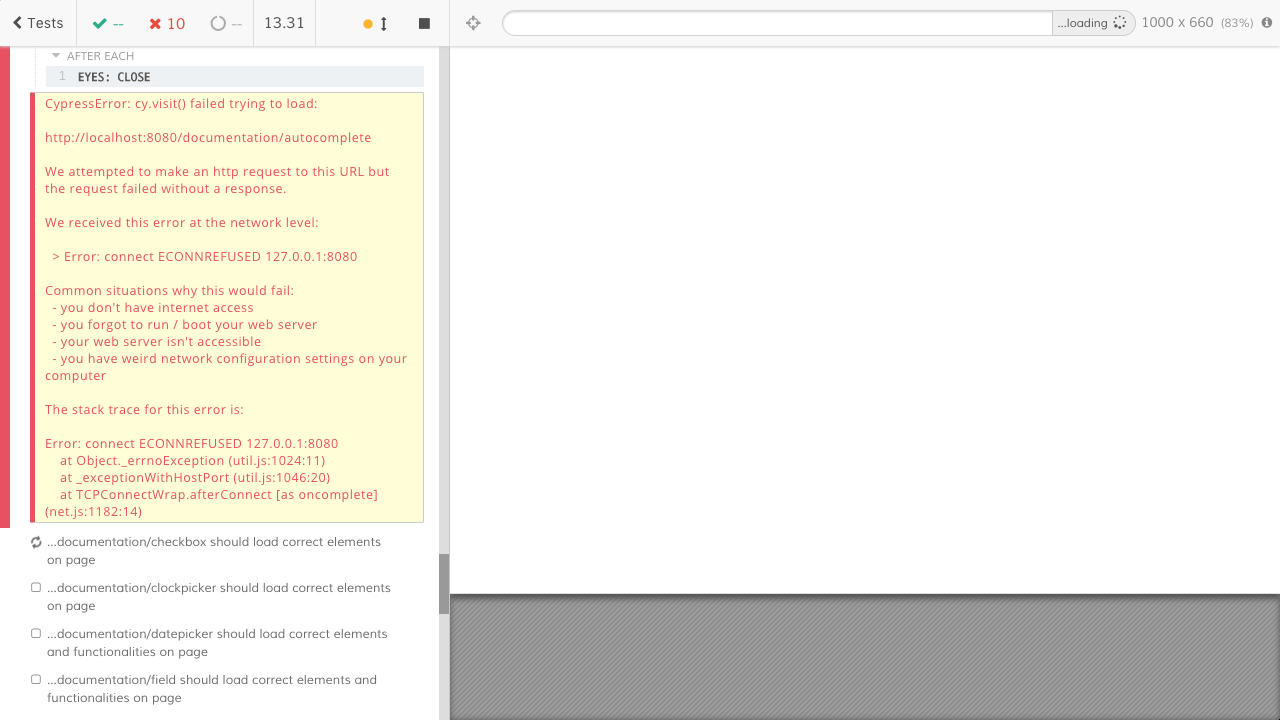 Tests
--
10
--
13.31
...loading
1000 x 660 (83%)
AFTER EACH
1 EYES: CLOSE
CypressError: cy.visit() failed trying to load:
http://localhost:8080/documentation/autocomplete
We attempted to make an http request to this URL but
the request failed without a response.
We received this error at the network level:
> Error: connect ECONNREFUSED 127.0.0.1:8080
Common situations why this would fail:
- you don't have internet access
- you forgot to run / boot your web server
- your web server isn't accessible
- you have weird network configuration settings on your
computer
The stack trace for this error is:
Error: connect ECONNREFUSED 127.0.0.1:8080
at Object._errnoException (util.js:1024:11)
at _exceptionWithHostPort (util.js:1046:20)
at TCPConnectWrap.afterConnect [as oncomplete]
(net.js:1182:14)
...documentation/checkbox should load correct elements
on page
...documentation/clockpicker should load correct elements
on page
...documentation/datepicker should load correct elements
and functionalities on page
...documentation/field should load correct elements and
functionalities on page